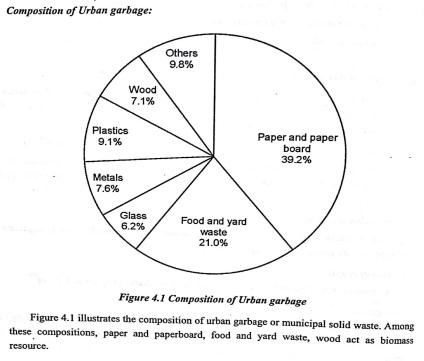 Composition of Urban garbage:
Others
9.8%
Wood
7.1%
Plastics
9.1%
Paper and paper
board
39.2%
Metals
7.6%
Glass
6.2%
Food and yard
waste
21.0%
Figure 4.1 Composition of Urban garbage
Figure 4.1 illustrates the composition of urban garbage or municipal solid waste. Among
these compositions, paper and paperboard, food and yard waste, wood act as biomass
resource.